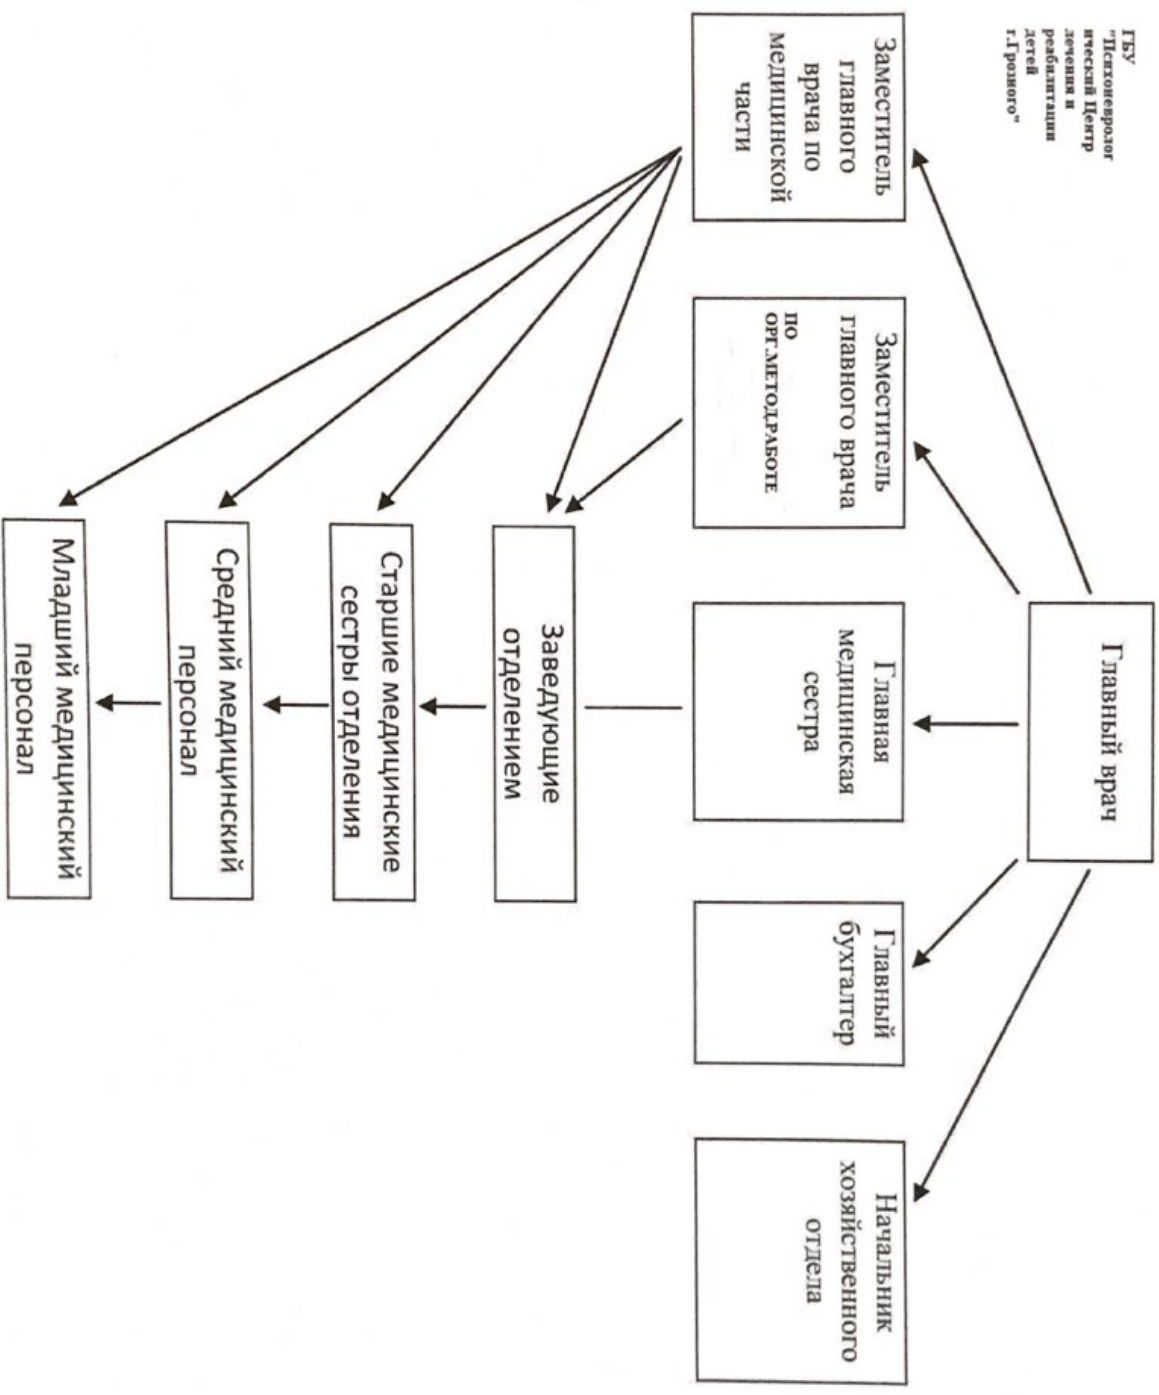 ГБУ
"Психоневролог
ический Центр
лечения и
реабилитации
детей
г.Грозного"
Главный врач
Заместитель
главного
врача по
медицинской
части
Заместитель
главного врача
ПО
ОРГ.МЕТОД.РАБОТЕ
Главная
медицинская
сестра
Главный
бухгалтер
Начальник
хозяйственного
отдела
Заведующие
отделением
Старшие медицинские
сестры отделения
Средний медицинский
персонал
Младший медицинский
персонал